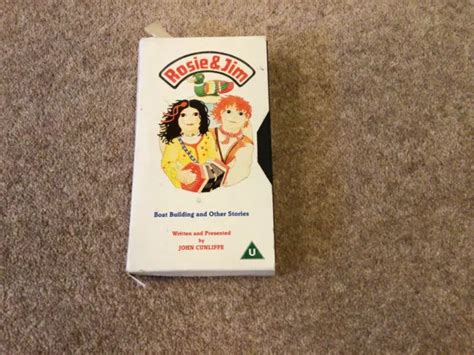 Rosie & Jim
Boat Building and Other Stories
Written and Presented
by
JOHN CUNLIFFE
U